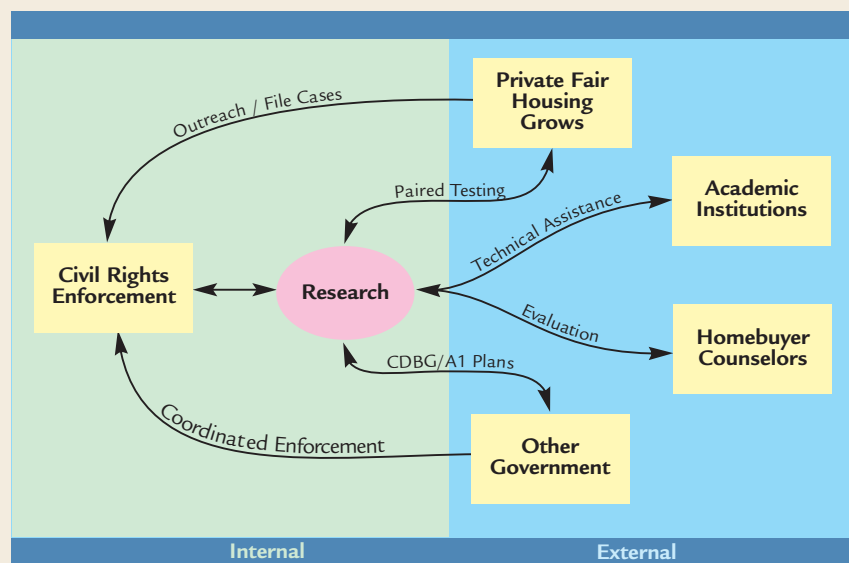 Private Fair
Housing
Grows
Outreach / File Cases
Paired Testing
Academic
Institutions
Technical Assistance
Civil Rights
Enforcement
Research
Evaluation
Homebuyer
Counselors
CDBG/A1 Plans
Coordinated Enforcement
Other
Government
Internal
External